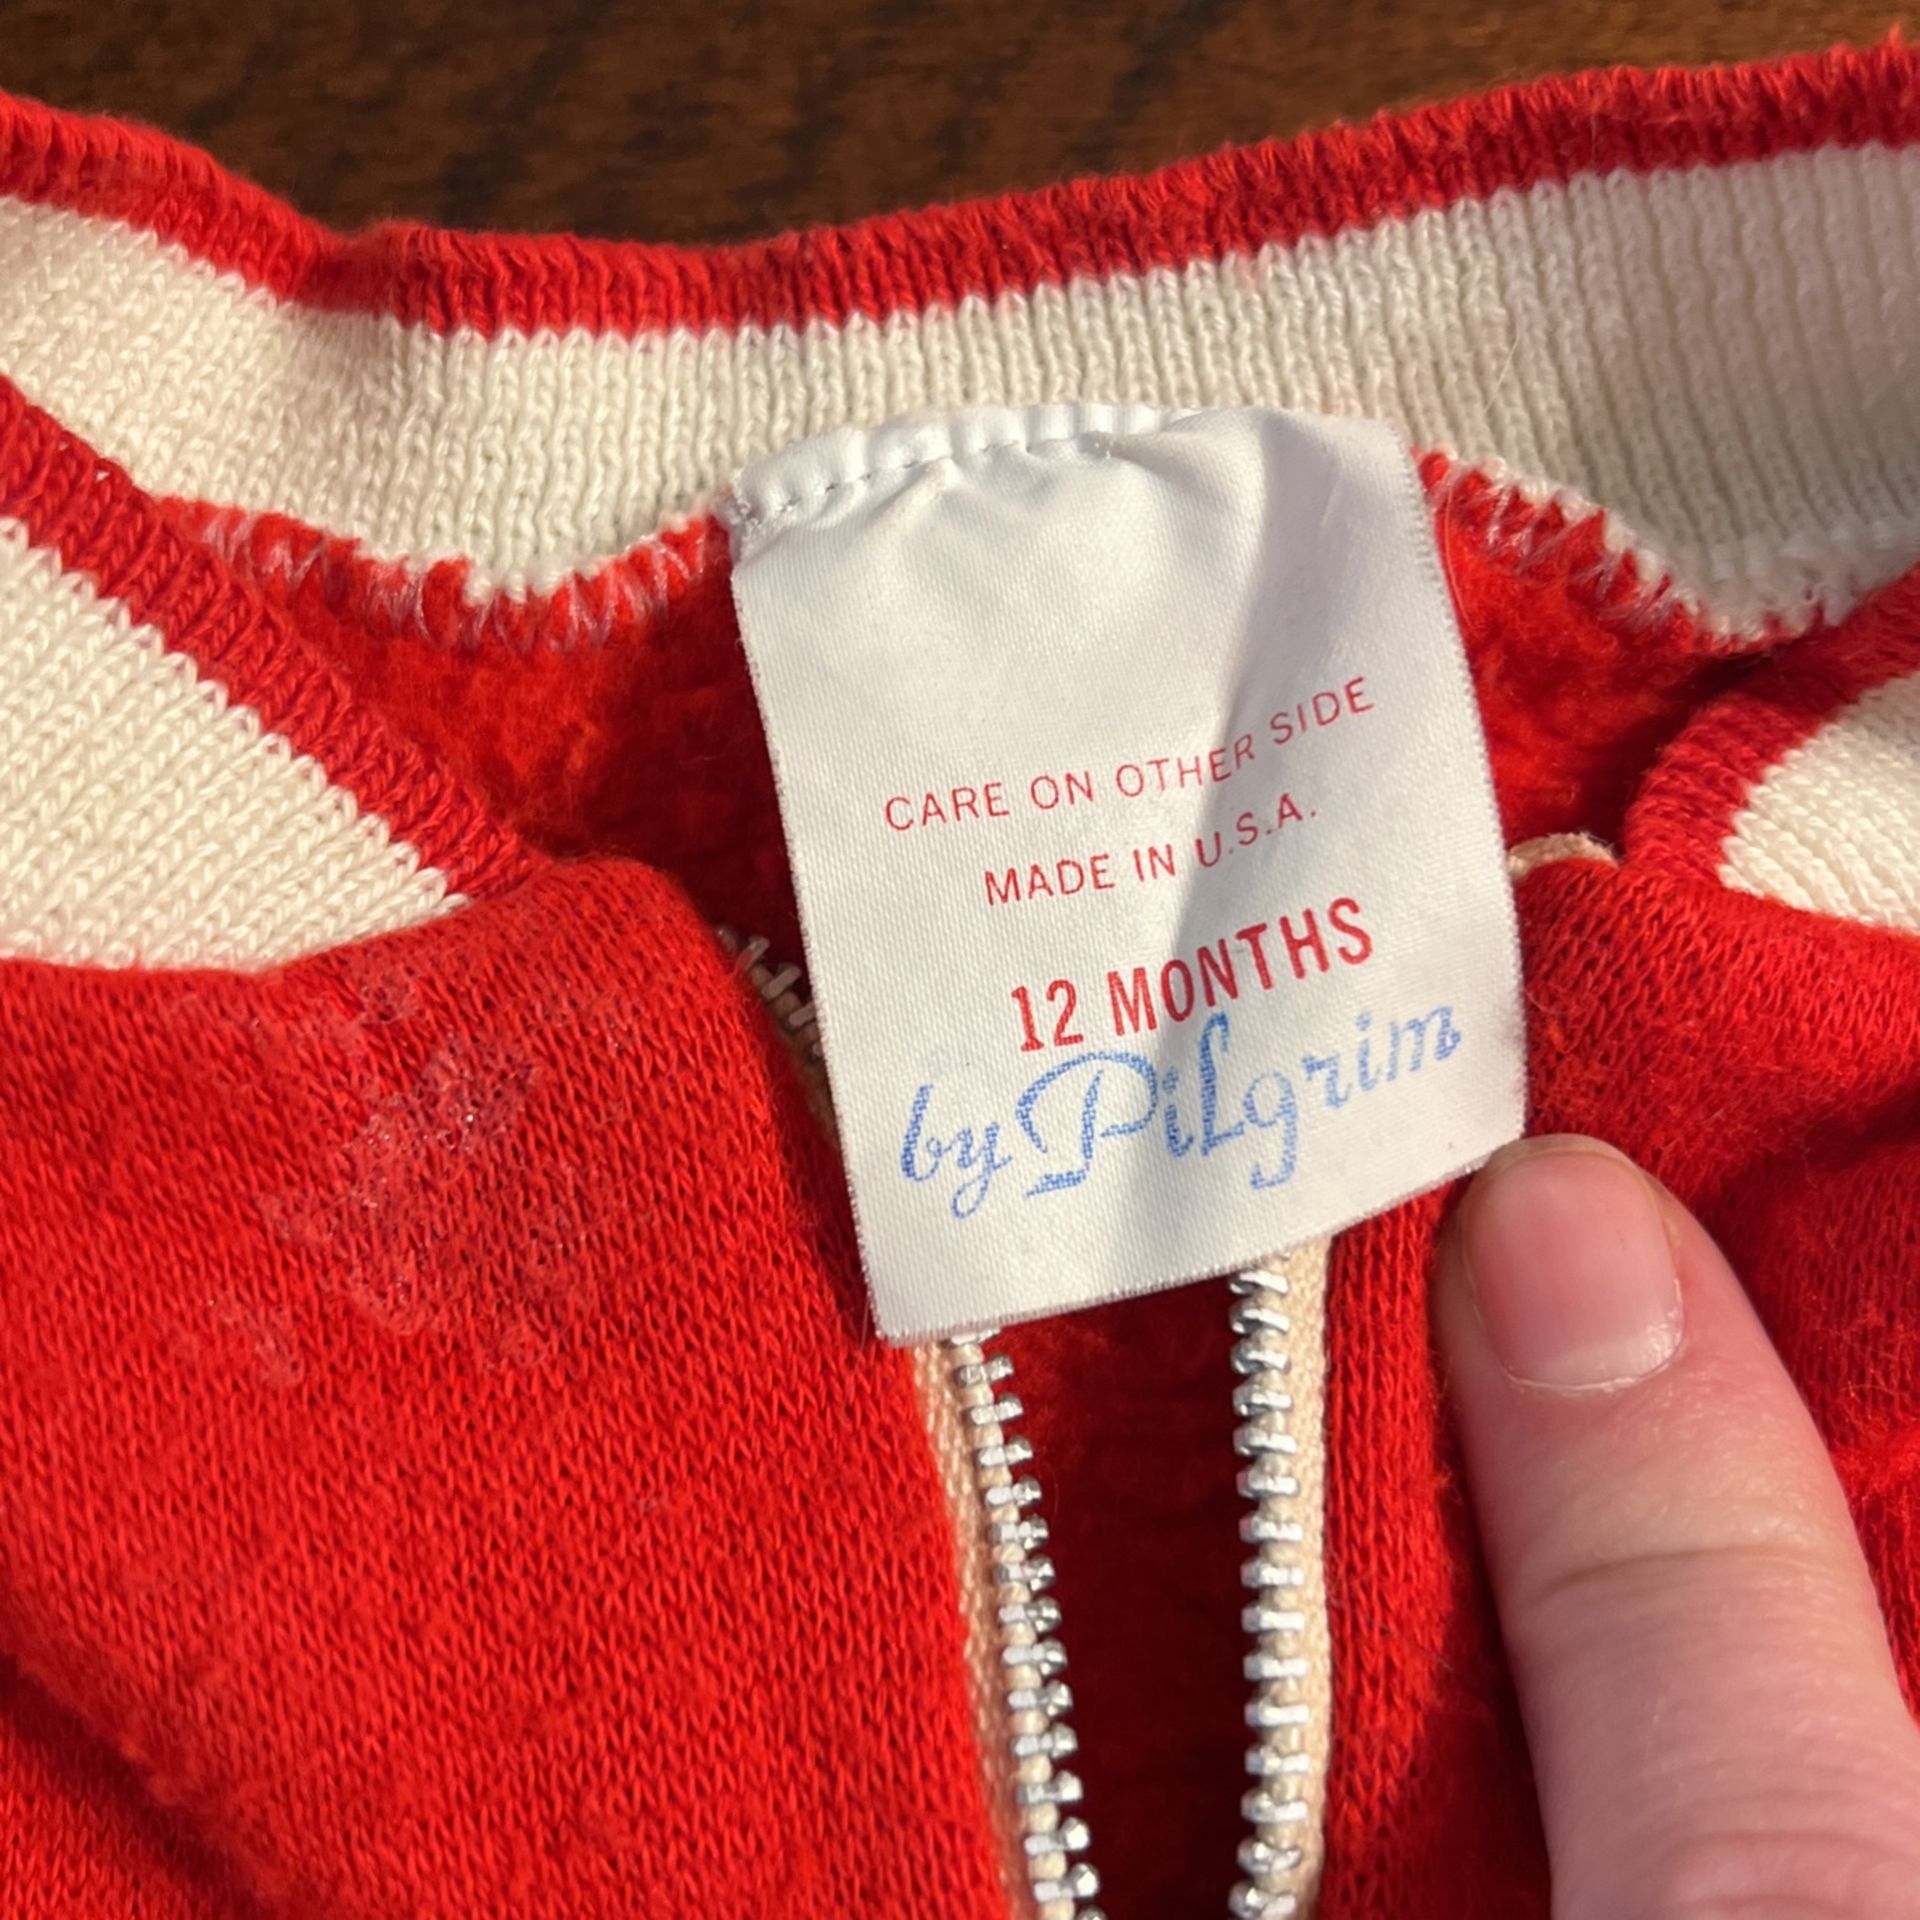 CARE ON OTHER SIDE
MADE IN U.S.A.
12 MONTHS
by Pilgrim